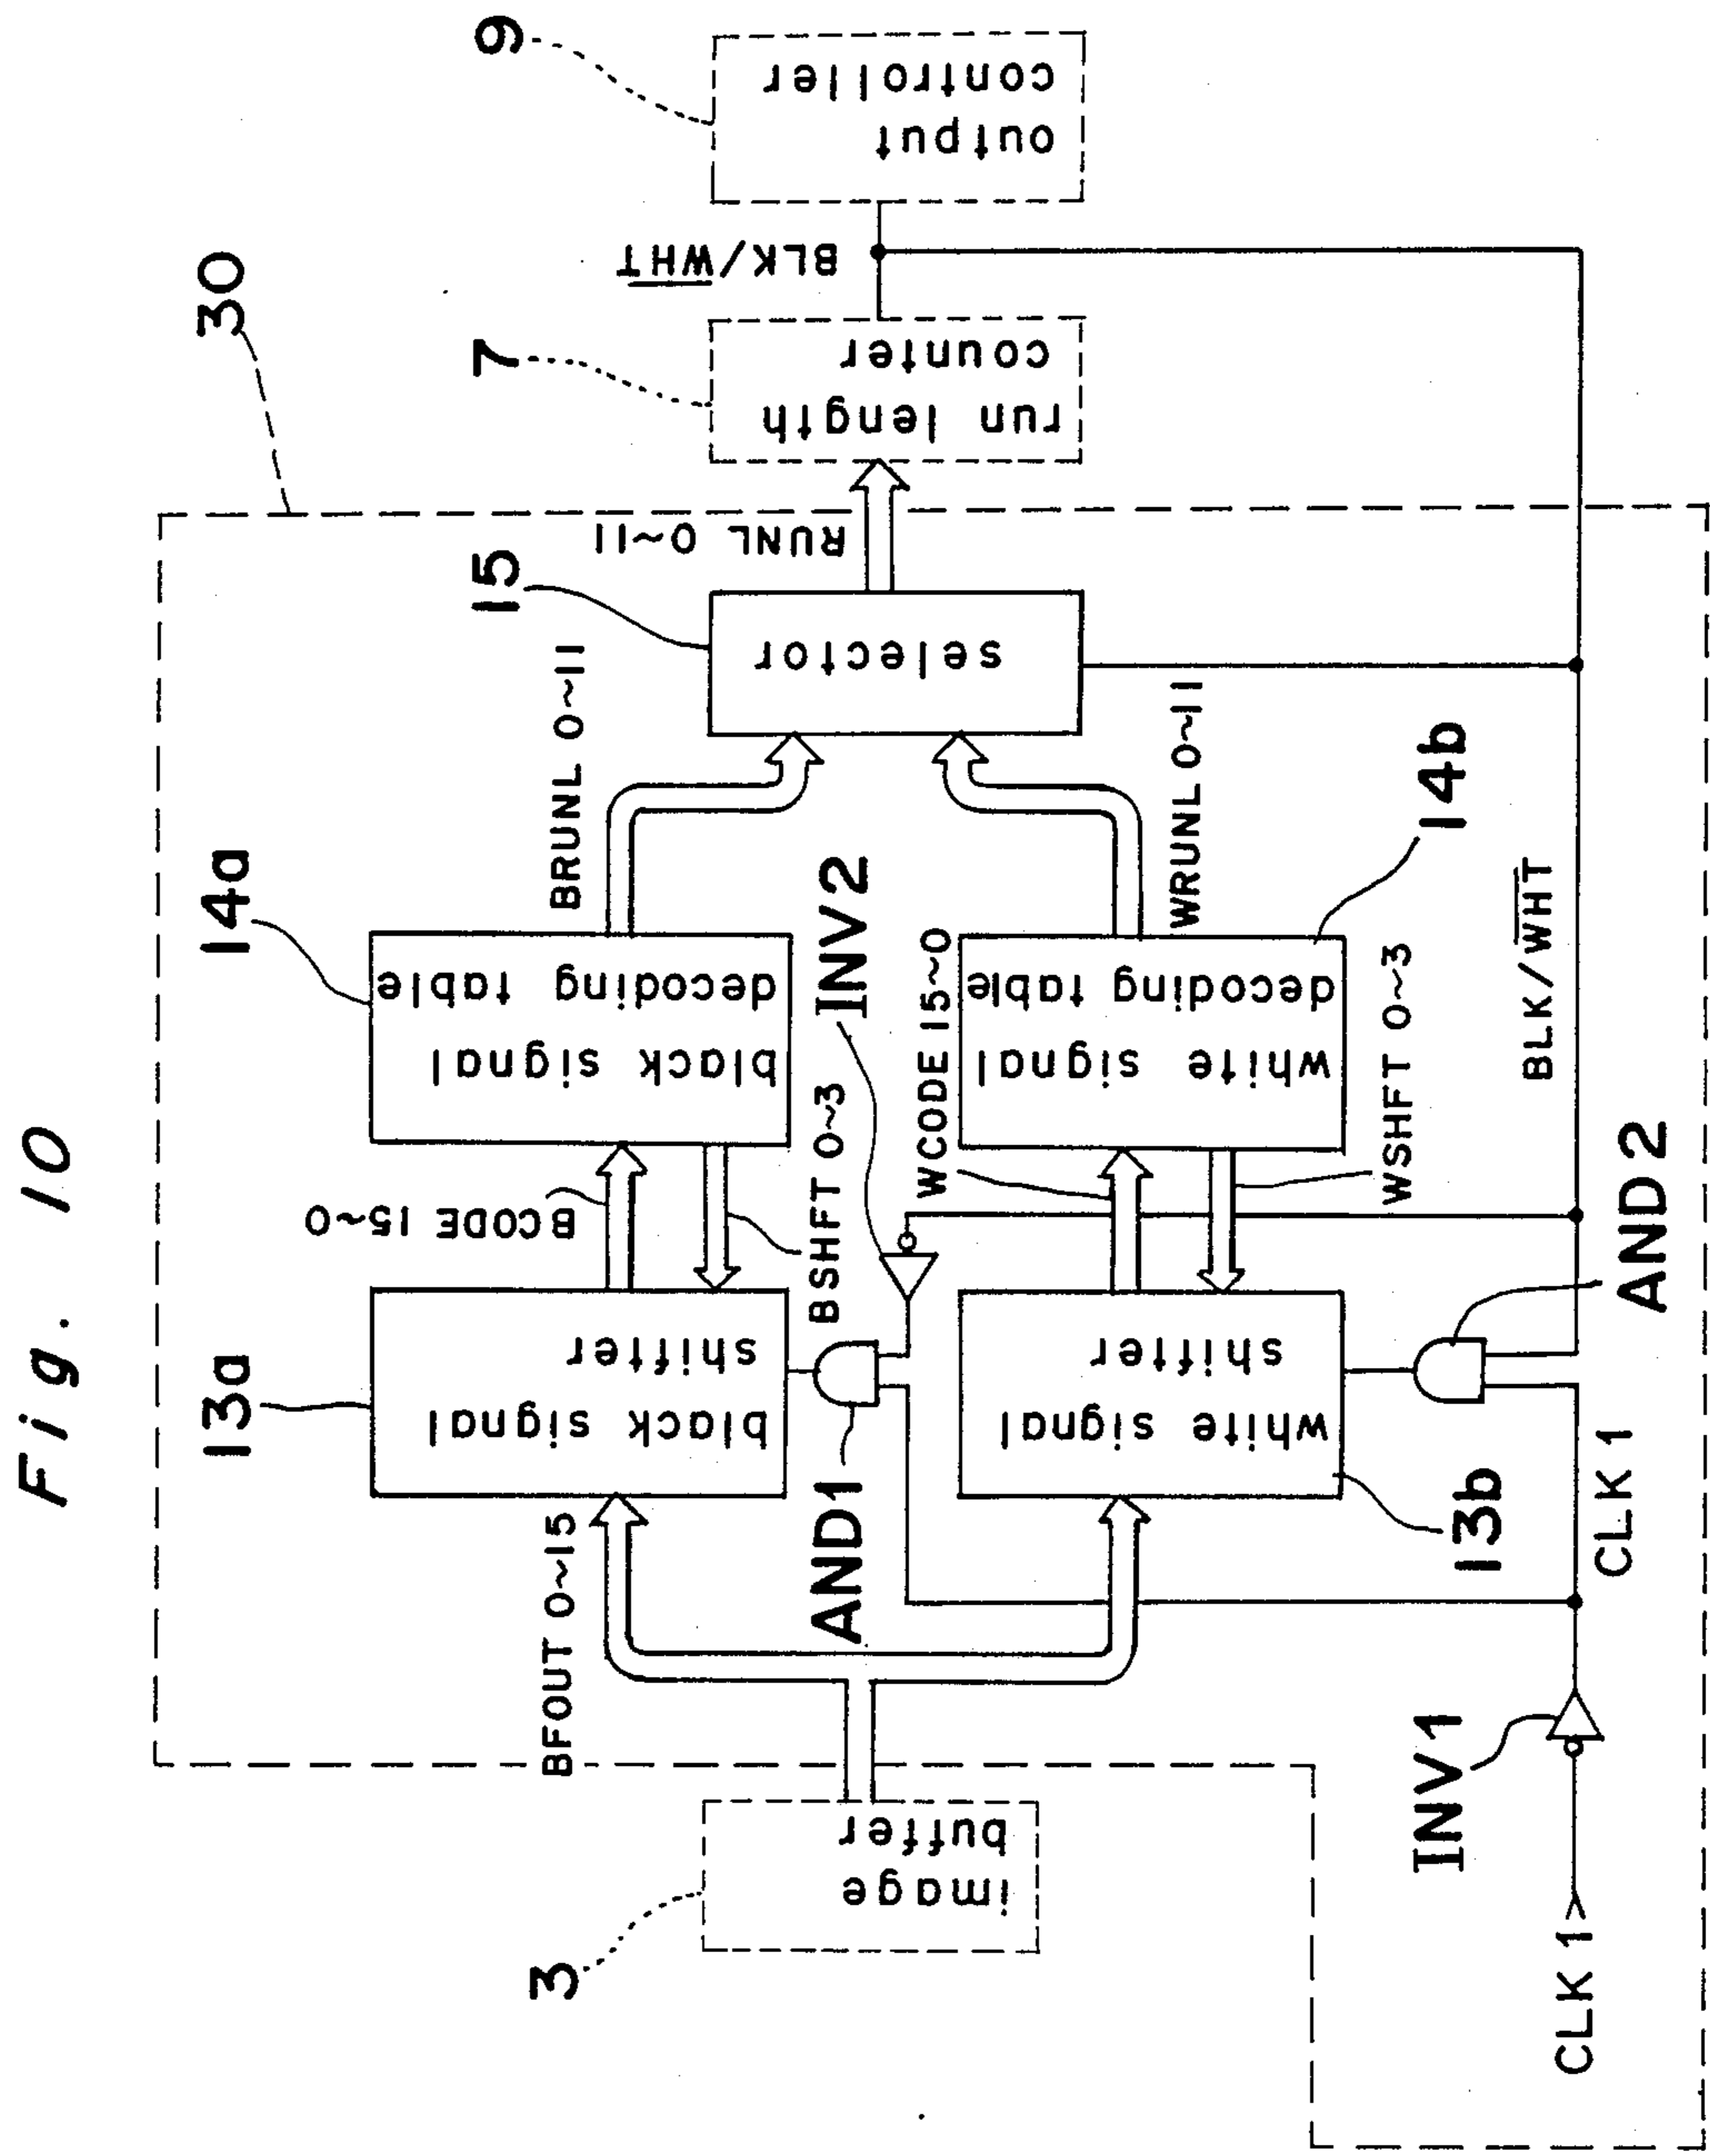 Fig. 10
30
13a
14a
15
7
9
3
image
buffer
BFOUT 0~15
black signal
shifter
BCODE 15~0
BSHFT 0~3
black signal
decoding table
BRUNL 0~11
selector
RUNL 0~11
run length
counter
BLK/W̅H̅T̅
output
controller
AND1
INV2
white signal
shifter
WCODE 15~0
WSHFT 0~3
white signal
decoding table
WRUNL 0~11
13b
14b
AND2
BLK/W̅H̅T̅
CLK 1
INV1
CLK 1